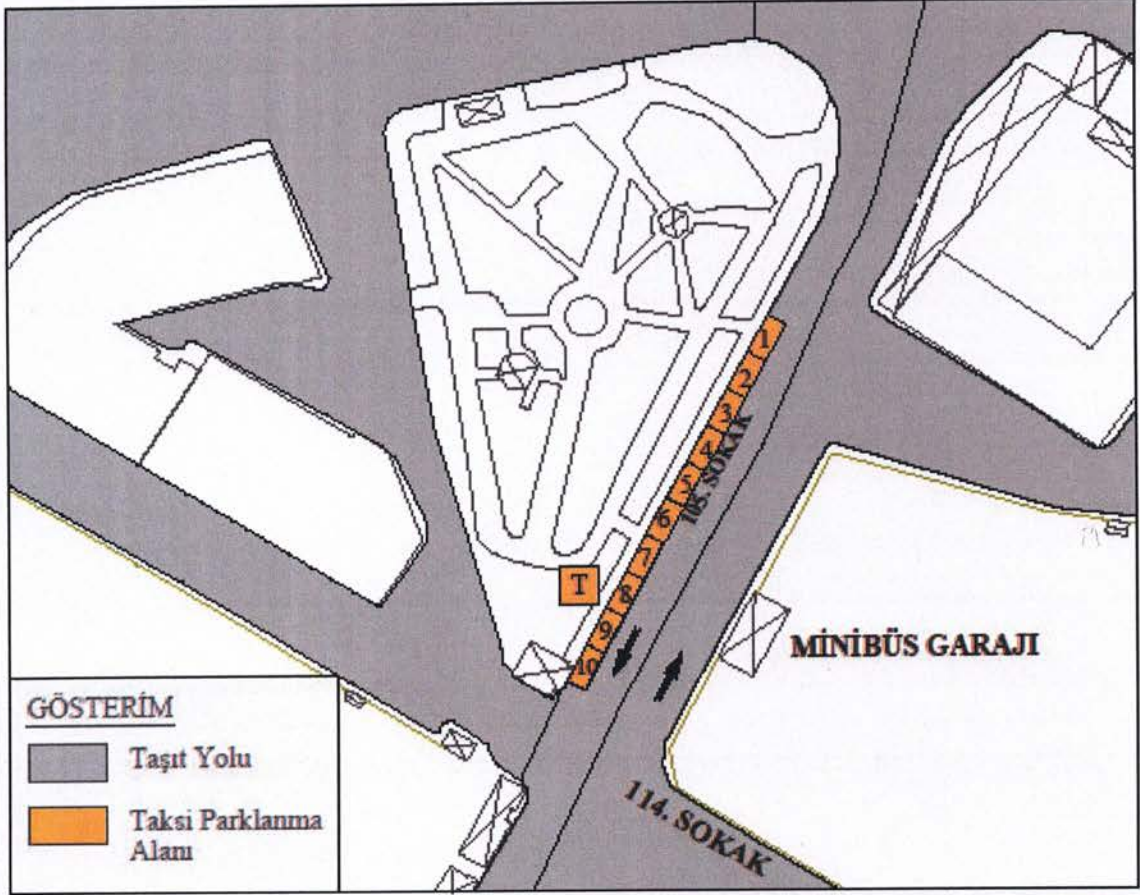 1
2
3
4
5
6
7
8
9
10
105. SOKAK
T
MİNİBÜS GARAJI
114. SOKAK
GÖSTERİM
Taşıt Yolu
Taksi Parklanma
Alanı